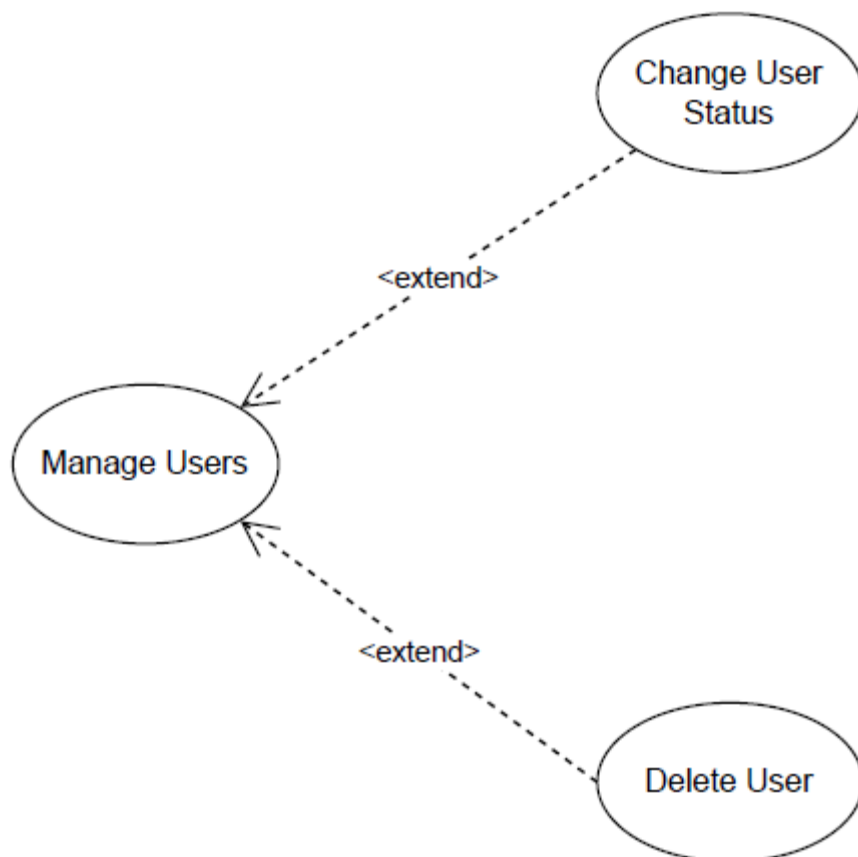 Change User
Status
<extend>
Manage Users
<extend>
Delete User